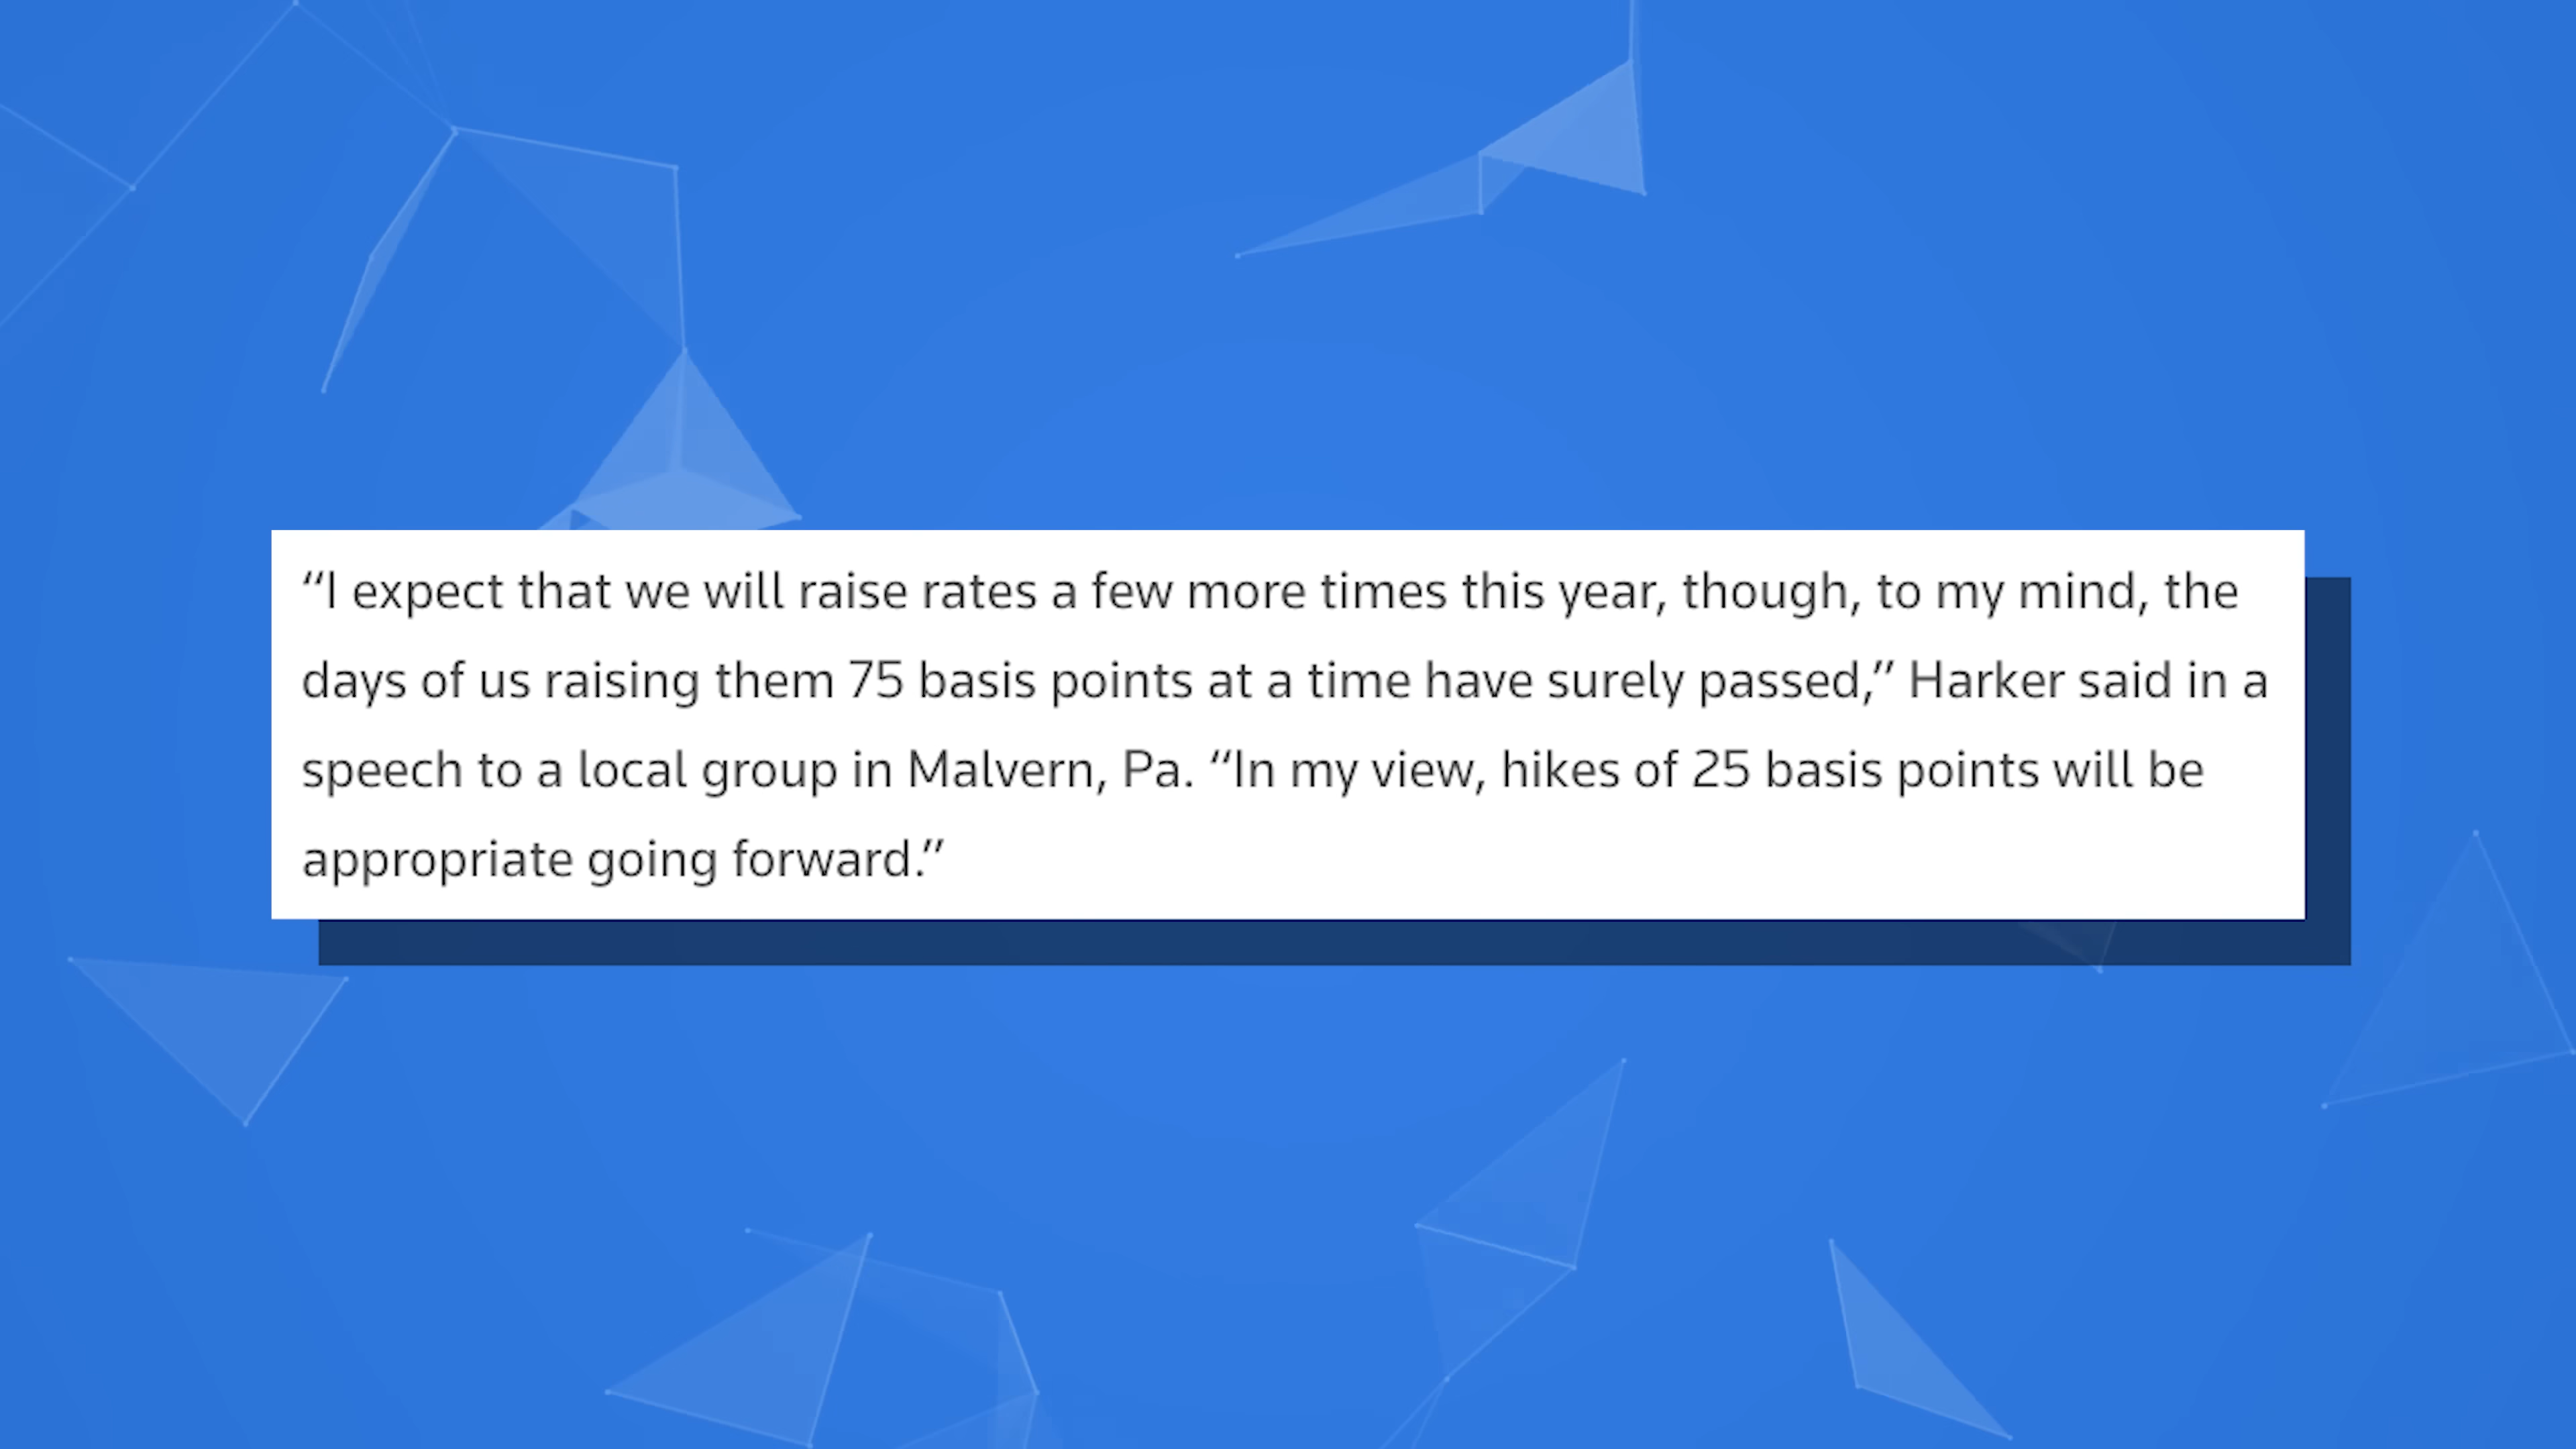 “I expect that we will raise rates a few more times this year, though, to my mind, the
days of us raising them 75 basis points at a time have surely passed,” Harker said in a
speech to a local group in Malvern, Pa. “In my view, hikes of 25 basis points will be
appropriate going forward.”